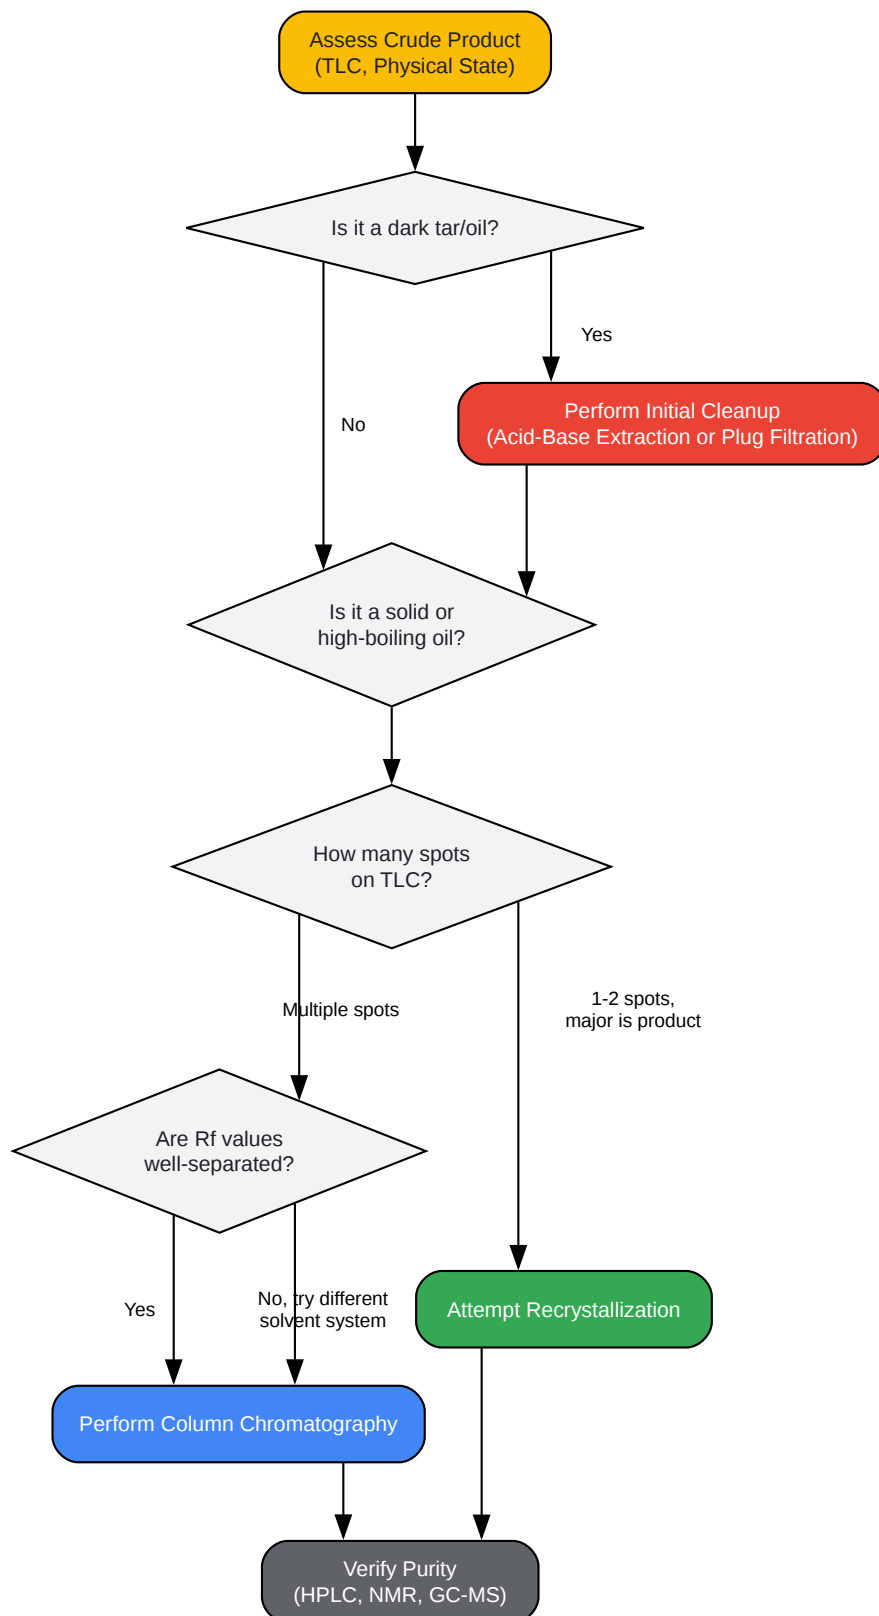 Assess Crude Product
(TLC, Physical State)
Is it a dark tar/oil?
Yes
No
Perform Initial Cleanup
(Acid-Base Extraction or Plug Filtration)
Is it a solid or
high-boiling oil?
How many spots
on TLC?
Multiple spots
1-2 spots,
major is product
Are Rf values
well-separated?
Yes
No, try different
solvent system
Attempt Recrystallization
Perform Column Chromatography
Verify Purity
(HPLC, NMR, GC-MS)